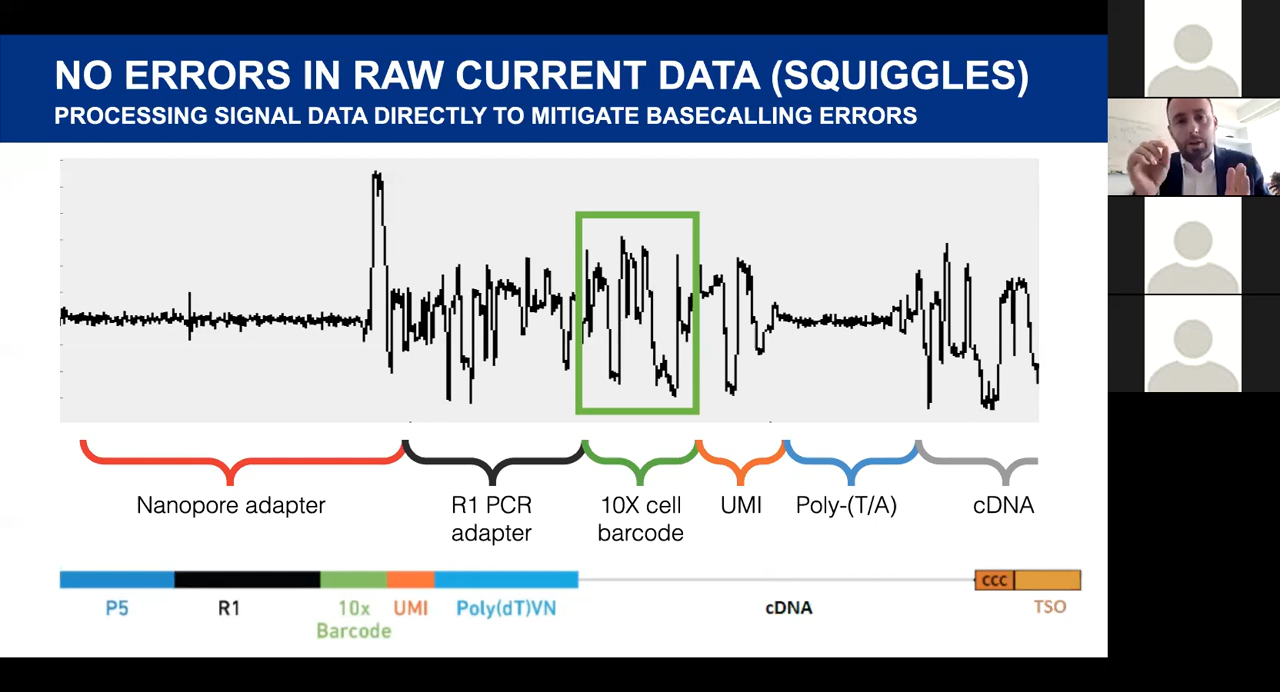 NO ERRORS IN RAW CURRENT DATA (SQUIGGLES)
PROCESSING SIGNAL DATA DIRECTLY TO MITIGATE BASECALLING ERRORS
Nanopore adapter
R1 PCR
adapter
10X cell
barcode
UMI
Poly-(T/A)
cDNA
P5
R1
10x
Barcode
UMI
Poly(dT)VN
cDNA
CCC
TSO